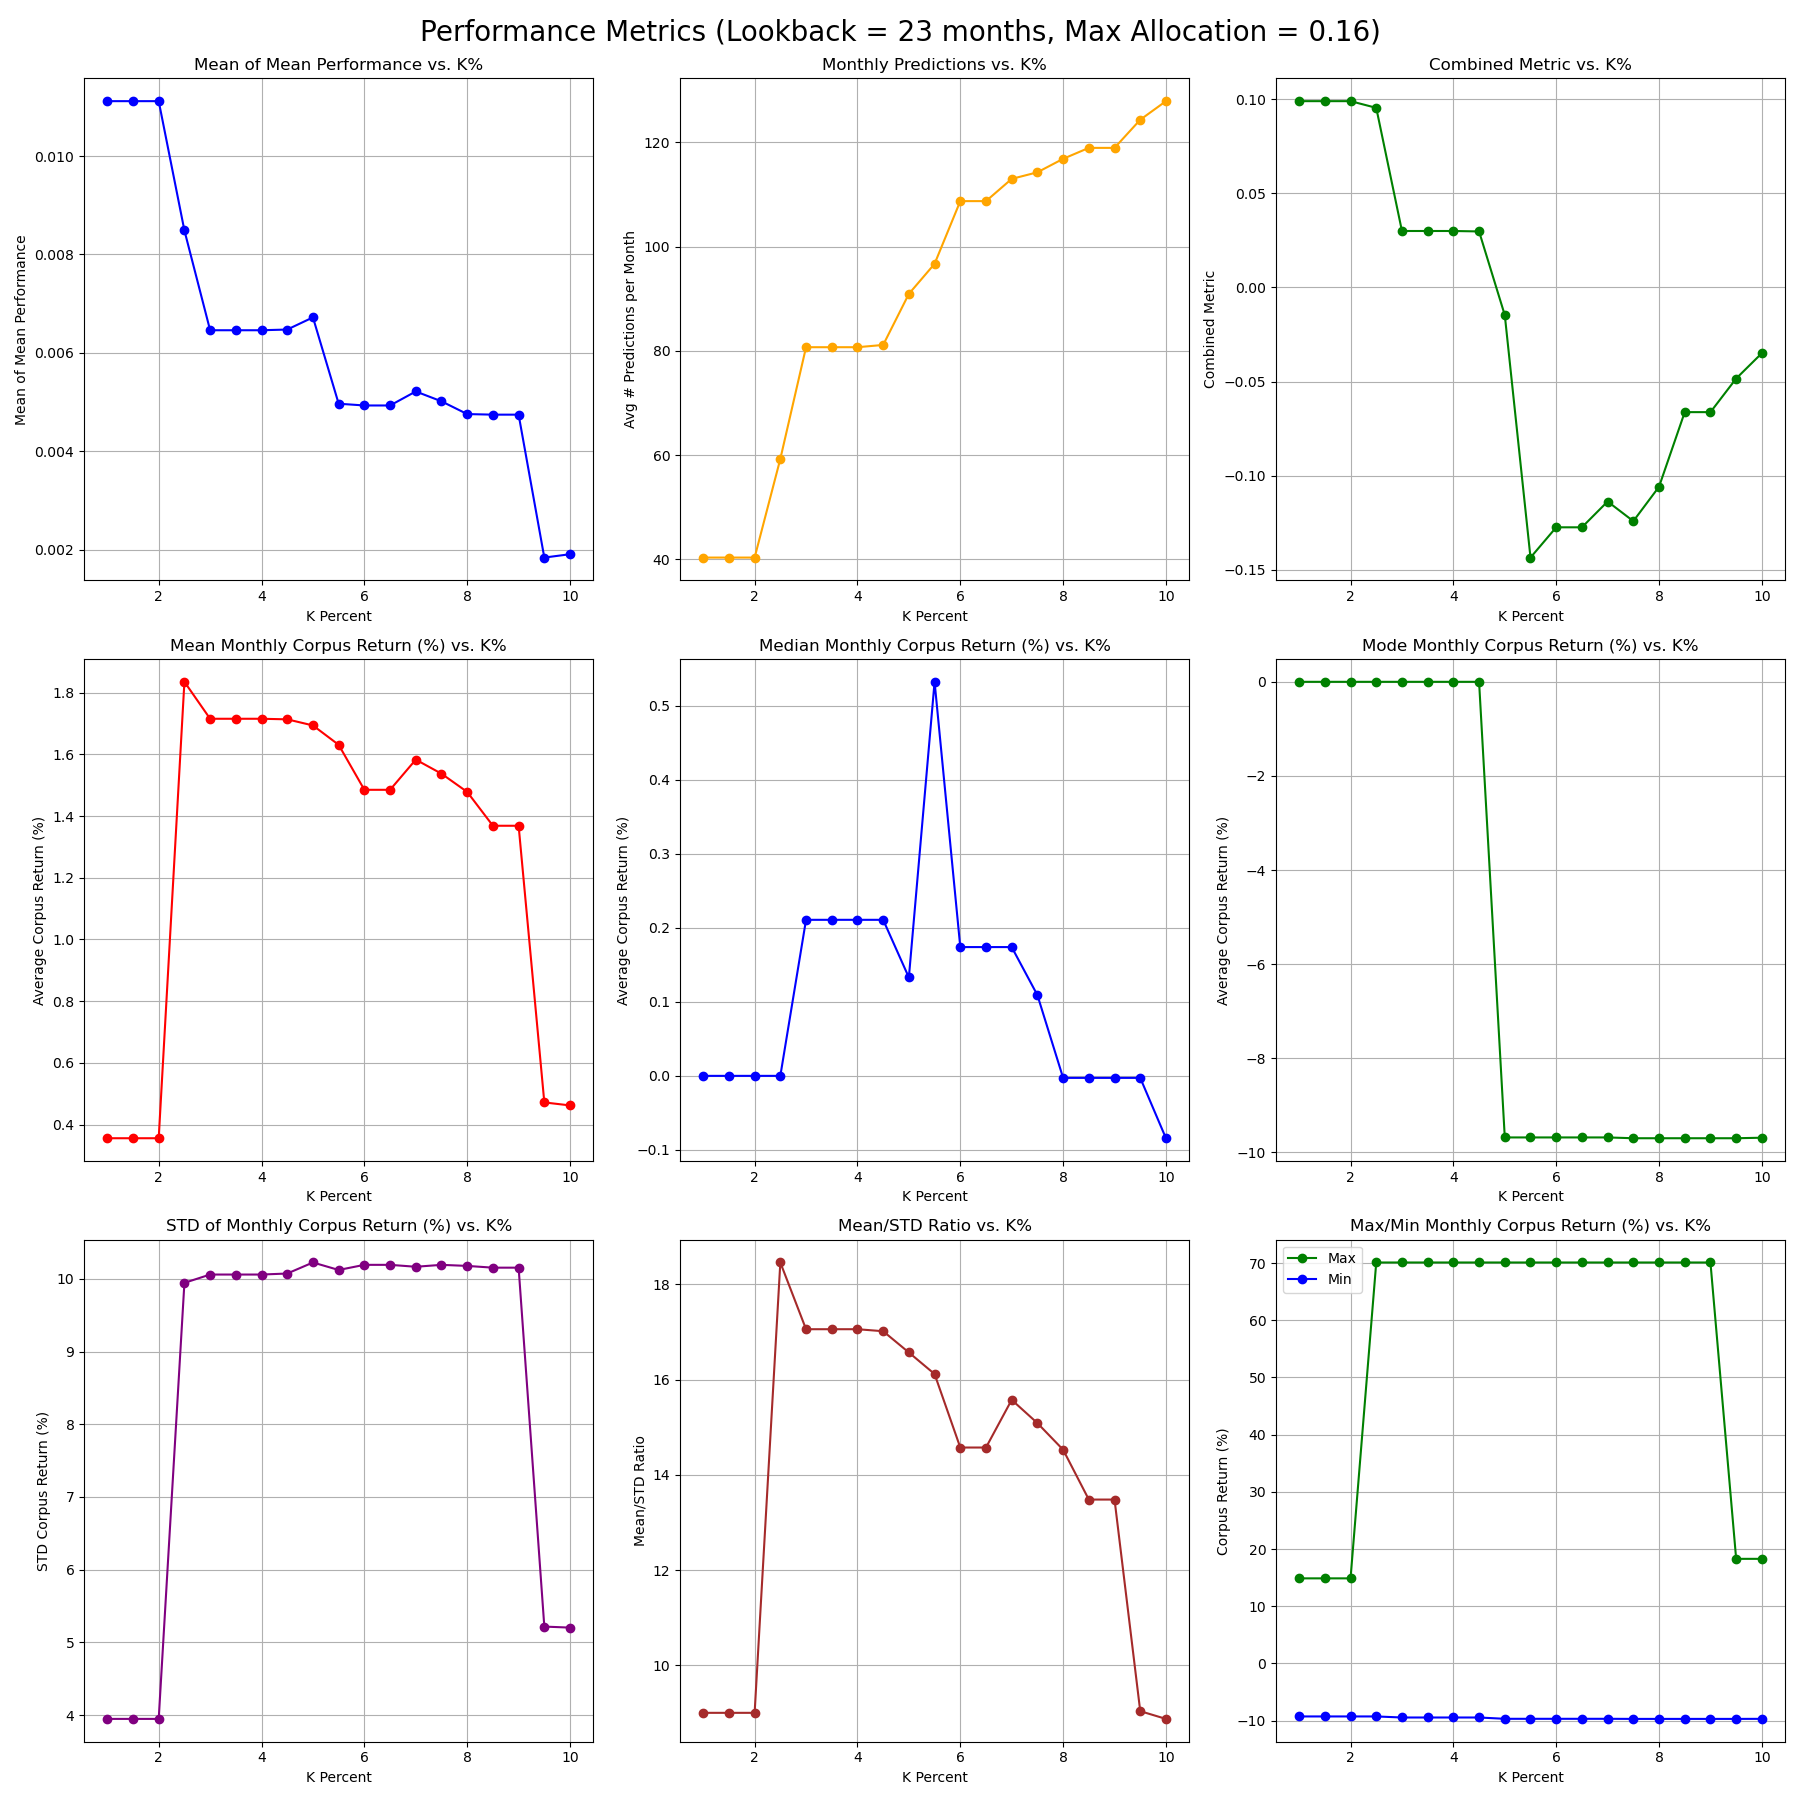 Performance Metrics (Lookback = 23 months, Max Allocation = 0.16)
Mean of Mean Performance vs. K%
Mean of Mean Performance
0.010
0.008
0.006
0.004
0.002
2 4 6 8 10
K Percent
Monthly Predictions vs. K%
Avg # Predictions per Month
120
100
80
60
40
2 4 6 8 10
K Percent
Combined Metric vs. K%
Combined Metric
0.10
0.05
0.00
−0.05
−0.10
−0.15
2 4 6 8 10
K Percent
Mean Monthly Corpus Return (%) vs. K%
Average Corpus Return (%)
1.8
1.6
1.4
1.2
1.0
0.8
0.6
0.4
2 4 6 8 10
K Percent
Median Monthly Corpus Return (%) vs. K%
Average Corpus Return (%)
0.5
0.4
0.3
0.2
0.1
0.0
−0.1
2 4 6 8 10
K Percent
Mode Monthly Corpus Return (%) vs. K%
Average Corpus Return (%)
0
−2
−4
−6
−8
−10
2 4 6 8 10
K Percent
STD of Monthly Corpus Return (%) vs. K%
STD Corpus Return (%)
10
9
8
7
6
5
4
2 4 6 8 10
K Percent
Mean/STD Ratio vs. K%
Mean/STD Ratio
18
16
14
12
10
2 4 6 8 10
K Percent
Max/Min Monthly Corpus Return (%) vs. K%
Max
Min
Corpus Return (%)
70
60
50
40
30
20
10
0
−10
2 4 6 8 10
K Percent